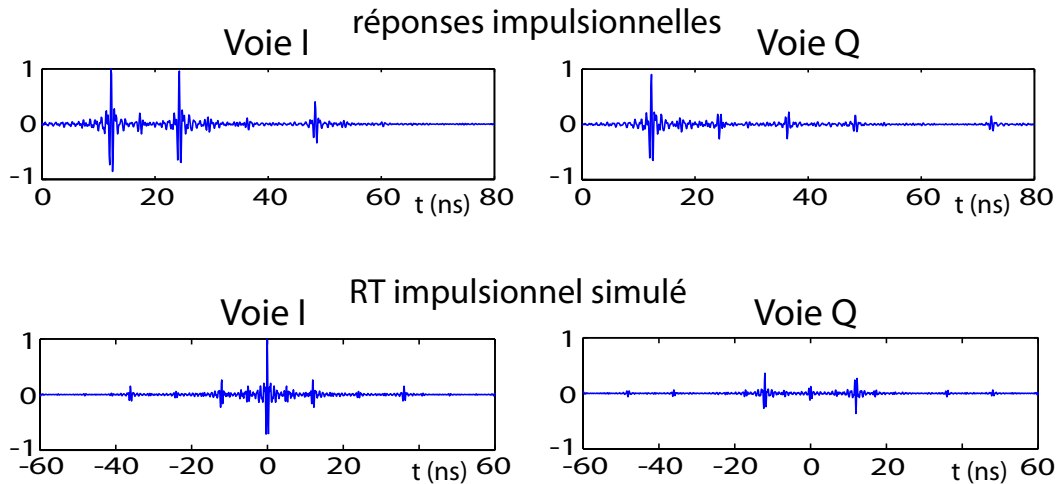 réponses impulsionnelles
Voie I
Voie Q
1
0
-1
0 20 40 60 80
t (ns)
1
0
-1
0 20 40 60 80
t (ns)
RT impulsionnel simulé
Voie I
Voie Q
1
0
-1
-60 -40 -20 0 20 40 60
t (ns)
1
0
-1
-60 -40 -20 0 20 40 60
t (ns)